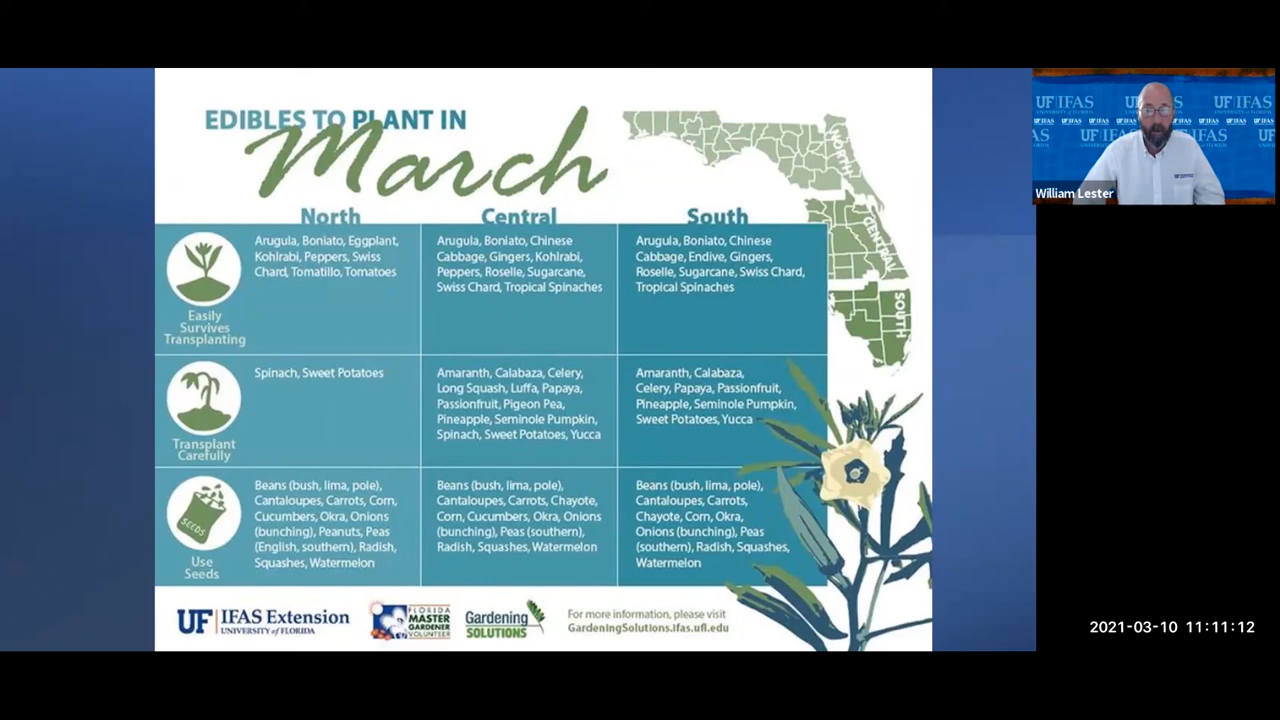 EDIBLES TO PLANT IN
March
North
Central
South
NORTH
CENTRAL
SOUTH
Easily
Survives
Transplanting
Arugula, Boniato, Eggplant,
Kohlrabi, Peppers, Swiss
Chard, Tomatillo, Tomatoes
Arugula, Boniato, Chinese
Cabbage, Gingers, Kohlrabi,
Peppers, Roselle, Sugarcane,
Swiss Chard, Tropical Spinaches
Arugula, Boniato, Chinese
Cabbage, Endive, Gingers,
Roselle, Sugarcane, Swiss Chard,
Tropical Spinaches
Transplant
Carefully
Spinach, Sweet Potatoes
Amaranth, Calabaza, Celery,
Long Squash, Luffa, Papaya,
Passionfruit, Pigeon Pea,
Pineapple, Seminole Pumpkin,
Spinach, Sweet Potatoes, Yucca
Amaranth, Calabaza,
Celery, Papaya, Passionfruit,
Pineapple, Seminole Pumpkin,
Sweet Potatoes, Yucca
SEEDS
Use
Seeds
Beans (bush, lima, pole),
Cantaloupes, Carrots, Corn,
Cucumbers, Okra, Onions
(bunching), Peanuts, Peas
(English, southern), Radish,
Squashes, Watermelon
Beans (bush, lima, pole),
Cantaloupes, Carrots, Chayote,
Corn, Cucumbers, Okra, Onions
(bunching), Peas (southern),
Radish, Squashes, Watermelon
Beans (bush, lima, pole),
Cantaloupes, Carrots,
Chayote, Corn, Okra,
Onions (bunching), Peas
(southern), Radish, Squashes,
Watermelon
UF IFAS Extension
UNIVERSITY of FLORIDA
FLORIDA
MASTER
GARDENER
VOLUNTEER
Gardening
SOLUTIONS
For more information, please visit
GardeningSolutions.ifas.ufl.edu
UF IFAS
UNIVERSITY of FLORIDA
UF IFAS
William Lester
2021-03-10 11:11:12